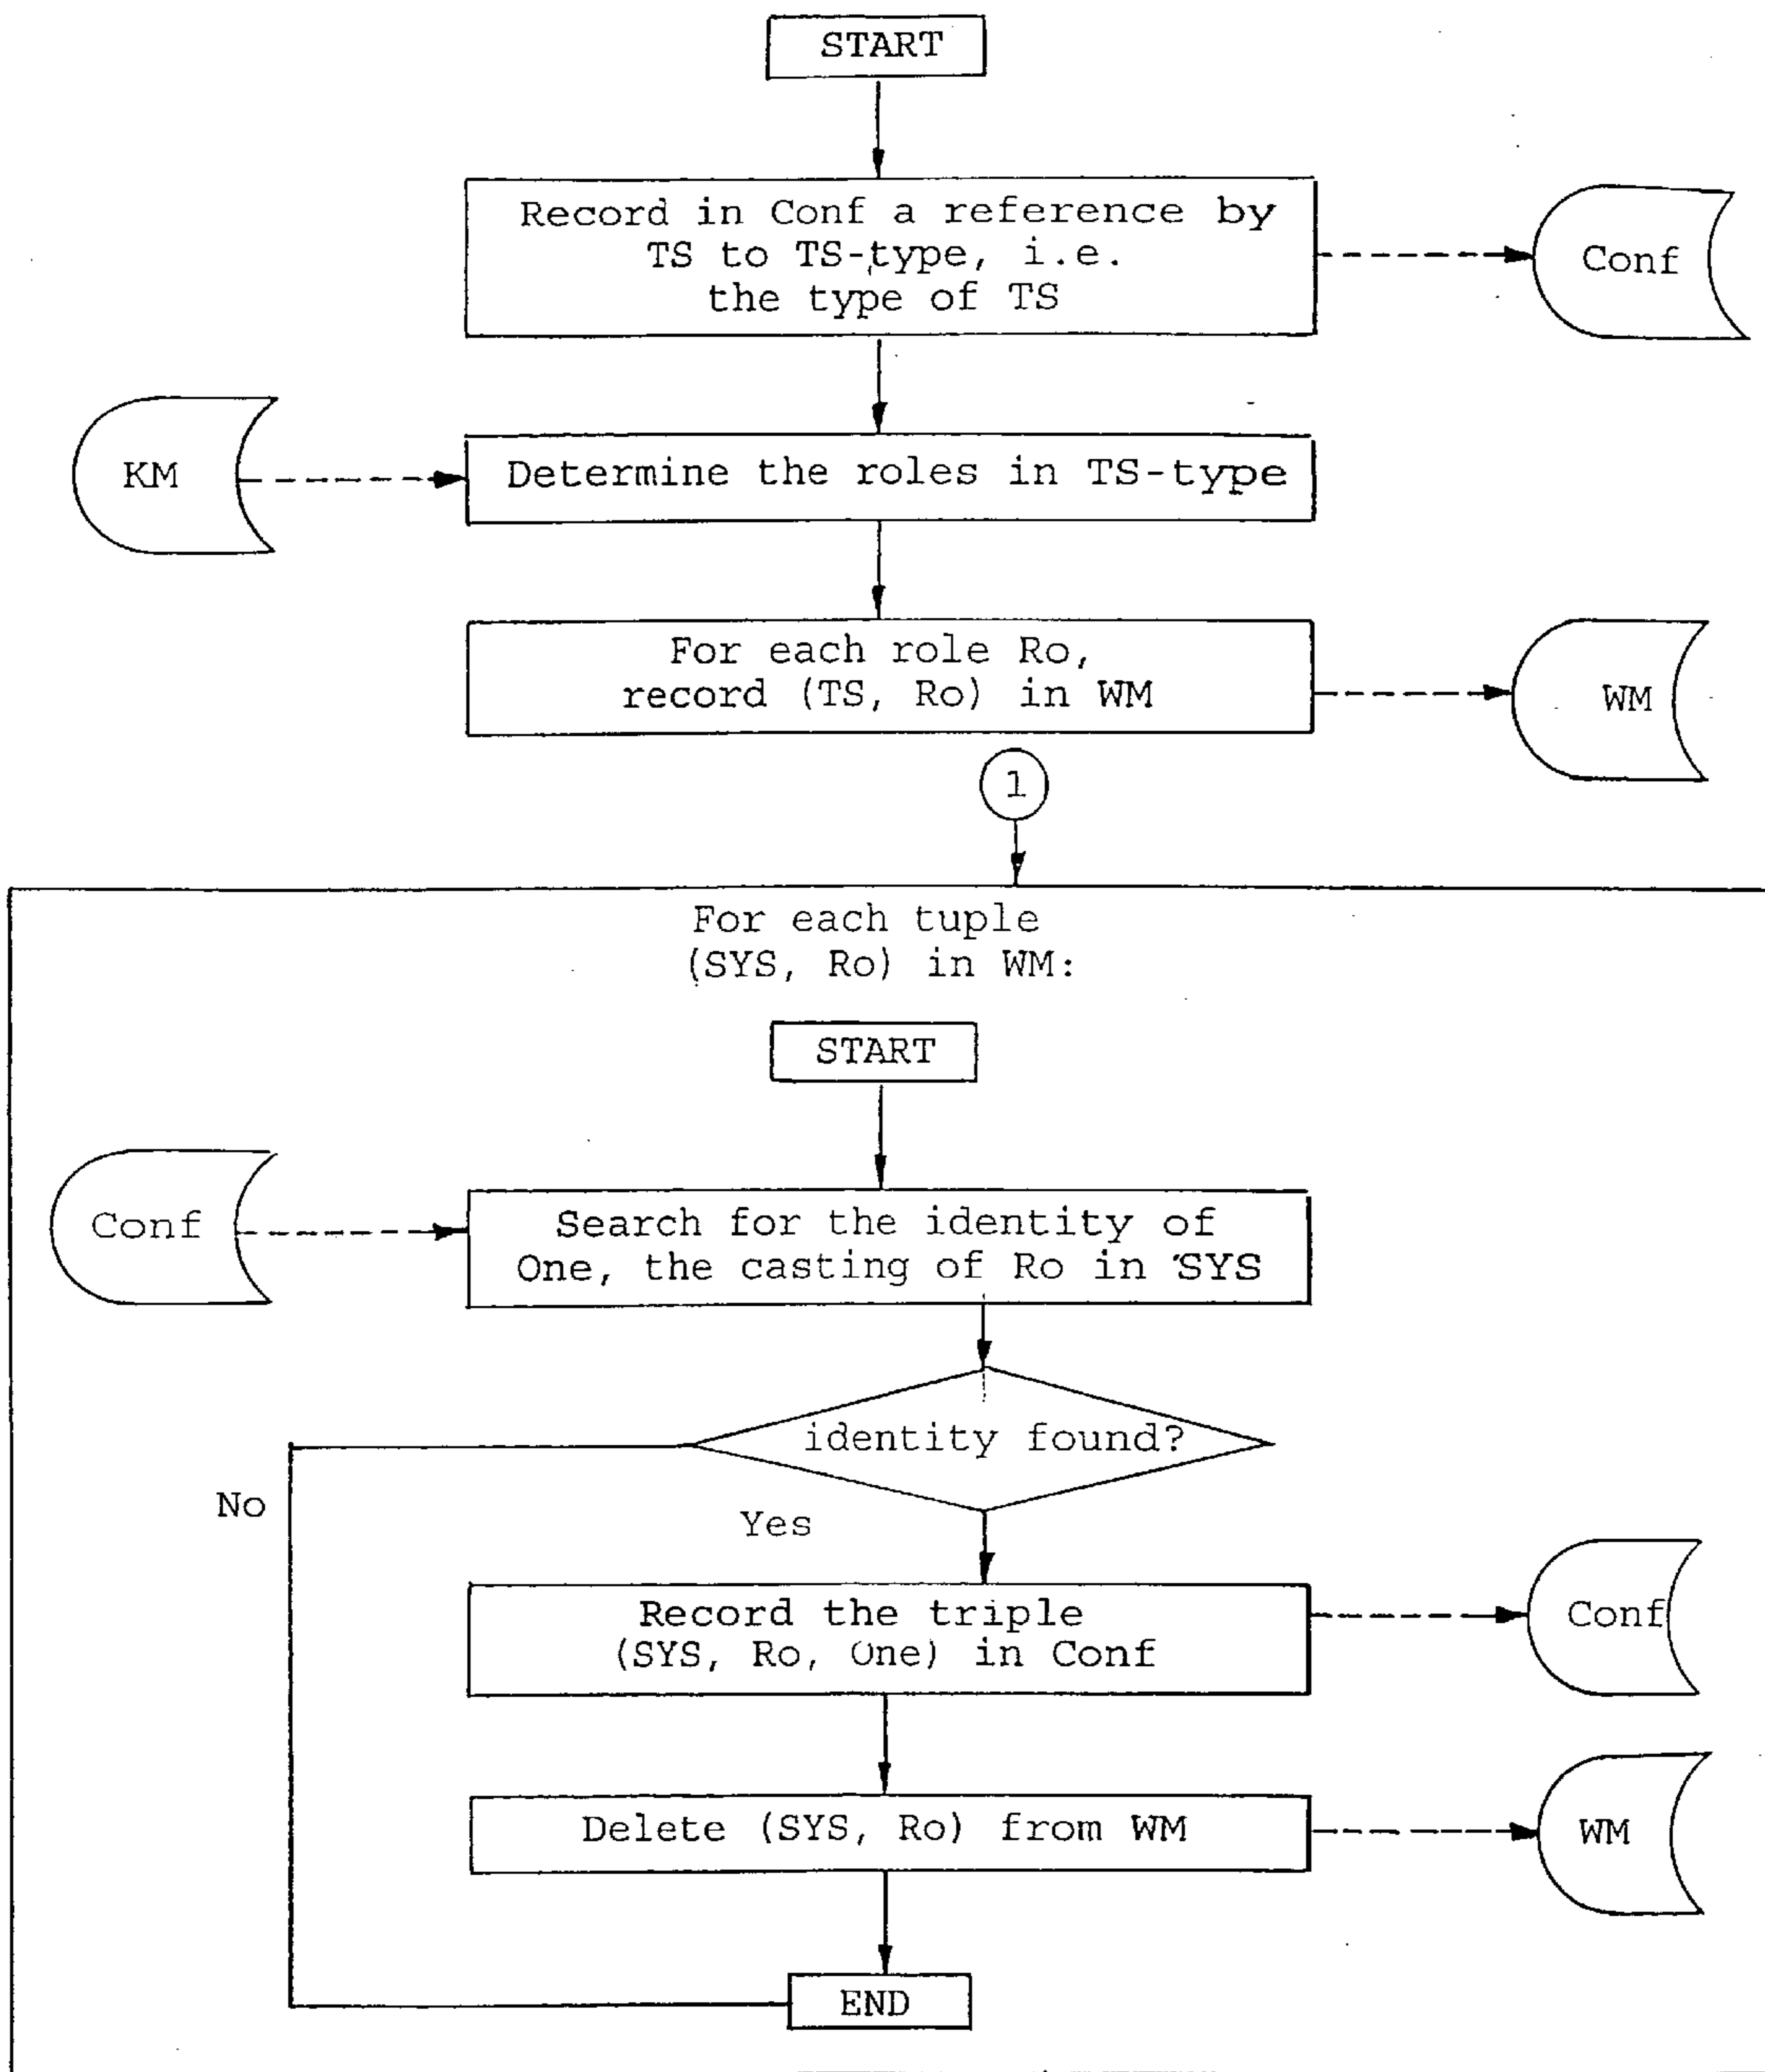 START
Record in Conf a reference by
TS to TS-type, i.e.
the type of TS
Conf
KM
Determine the roles in TS-type
For each role Ro,
record (TS, Ro) in WM
WM
1
For each tuple
(SYS, Ro) in WM:
START
Conf
Search for the identity of
One, the casting of Ro in SYS
identity found?
No
Yes
Record the triple
(SYS, Ro, One) in Conf
Conf
Delete (SYS, Ro) from WM
WM
END